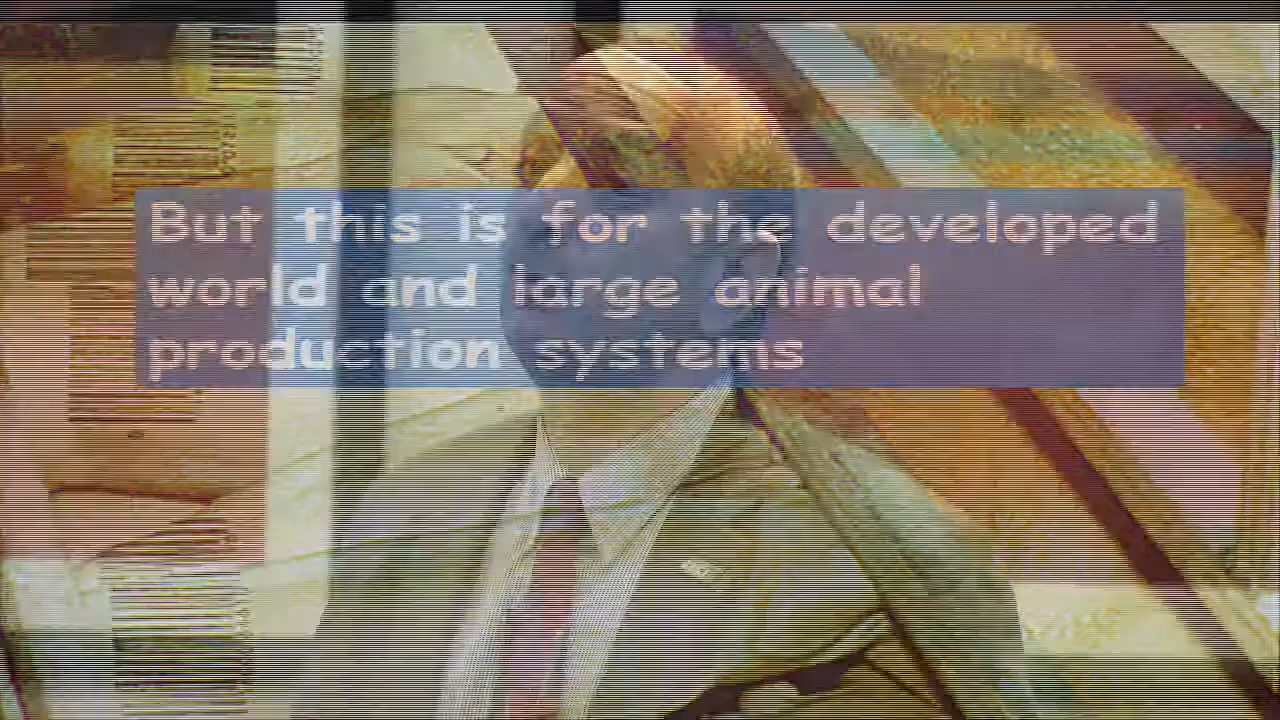 But this is for the developed
world and large animal
production systems